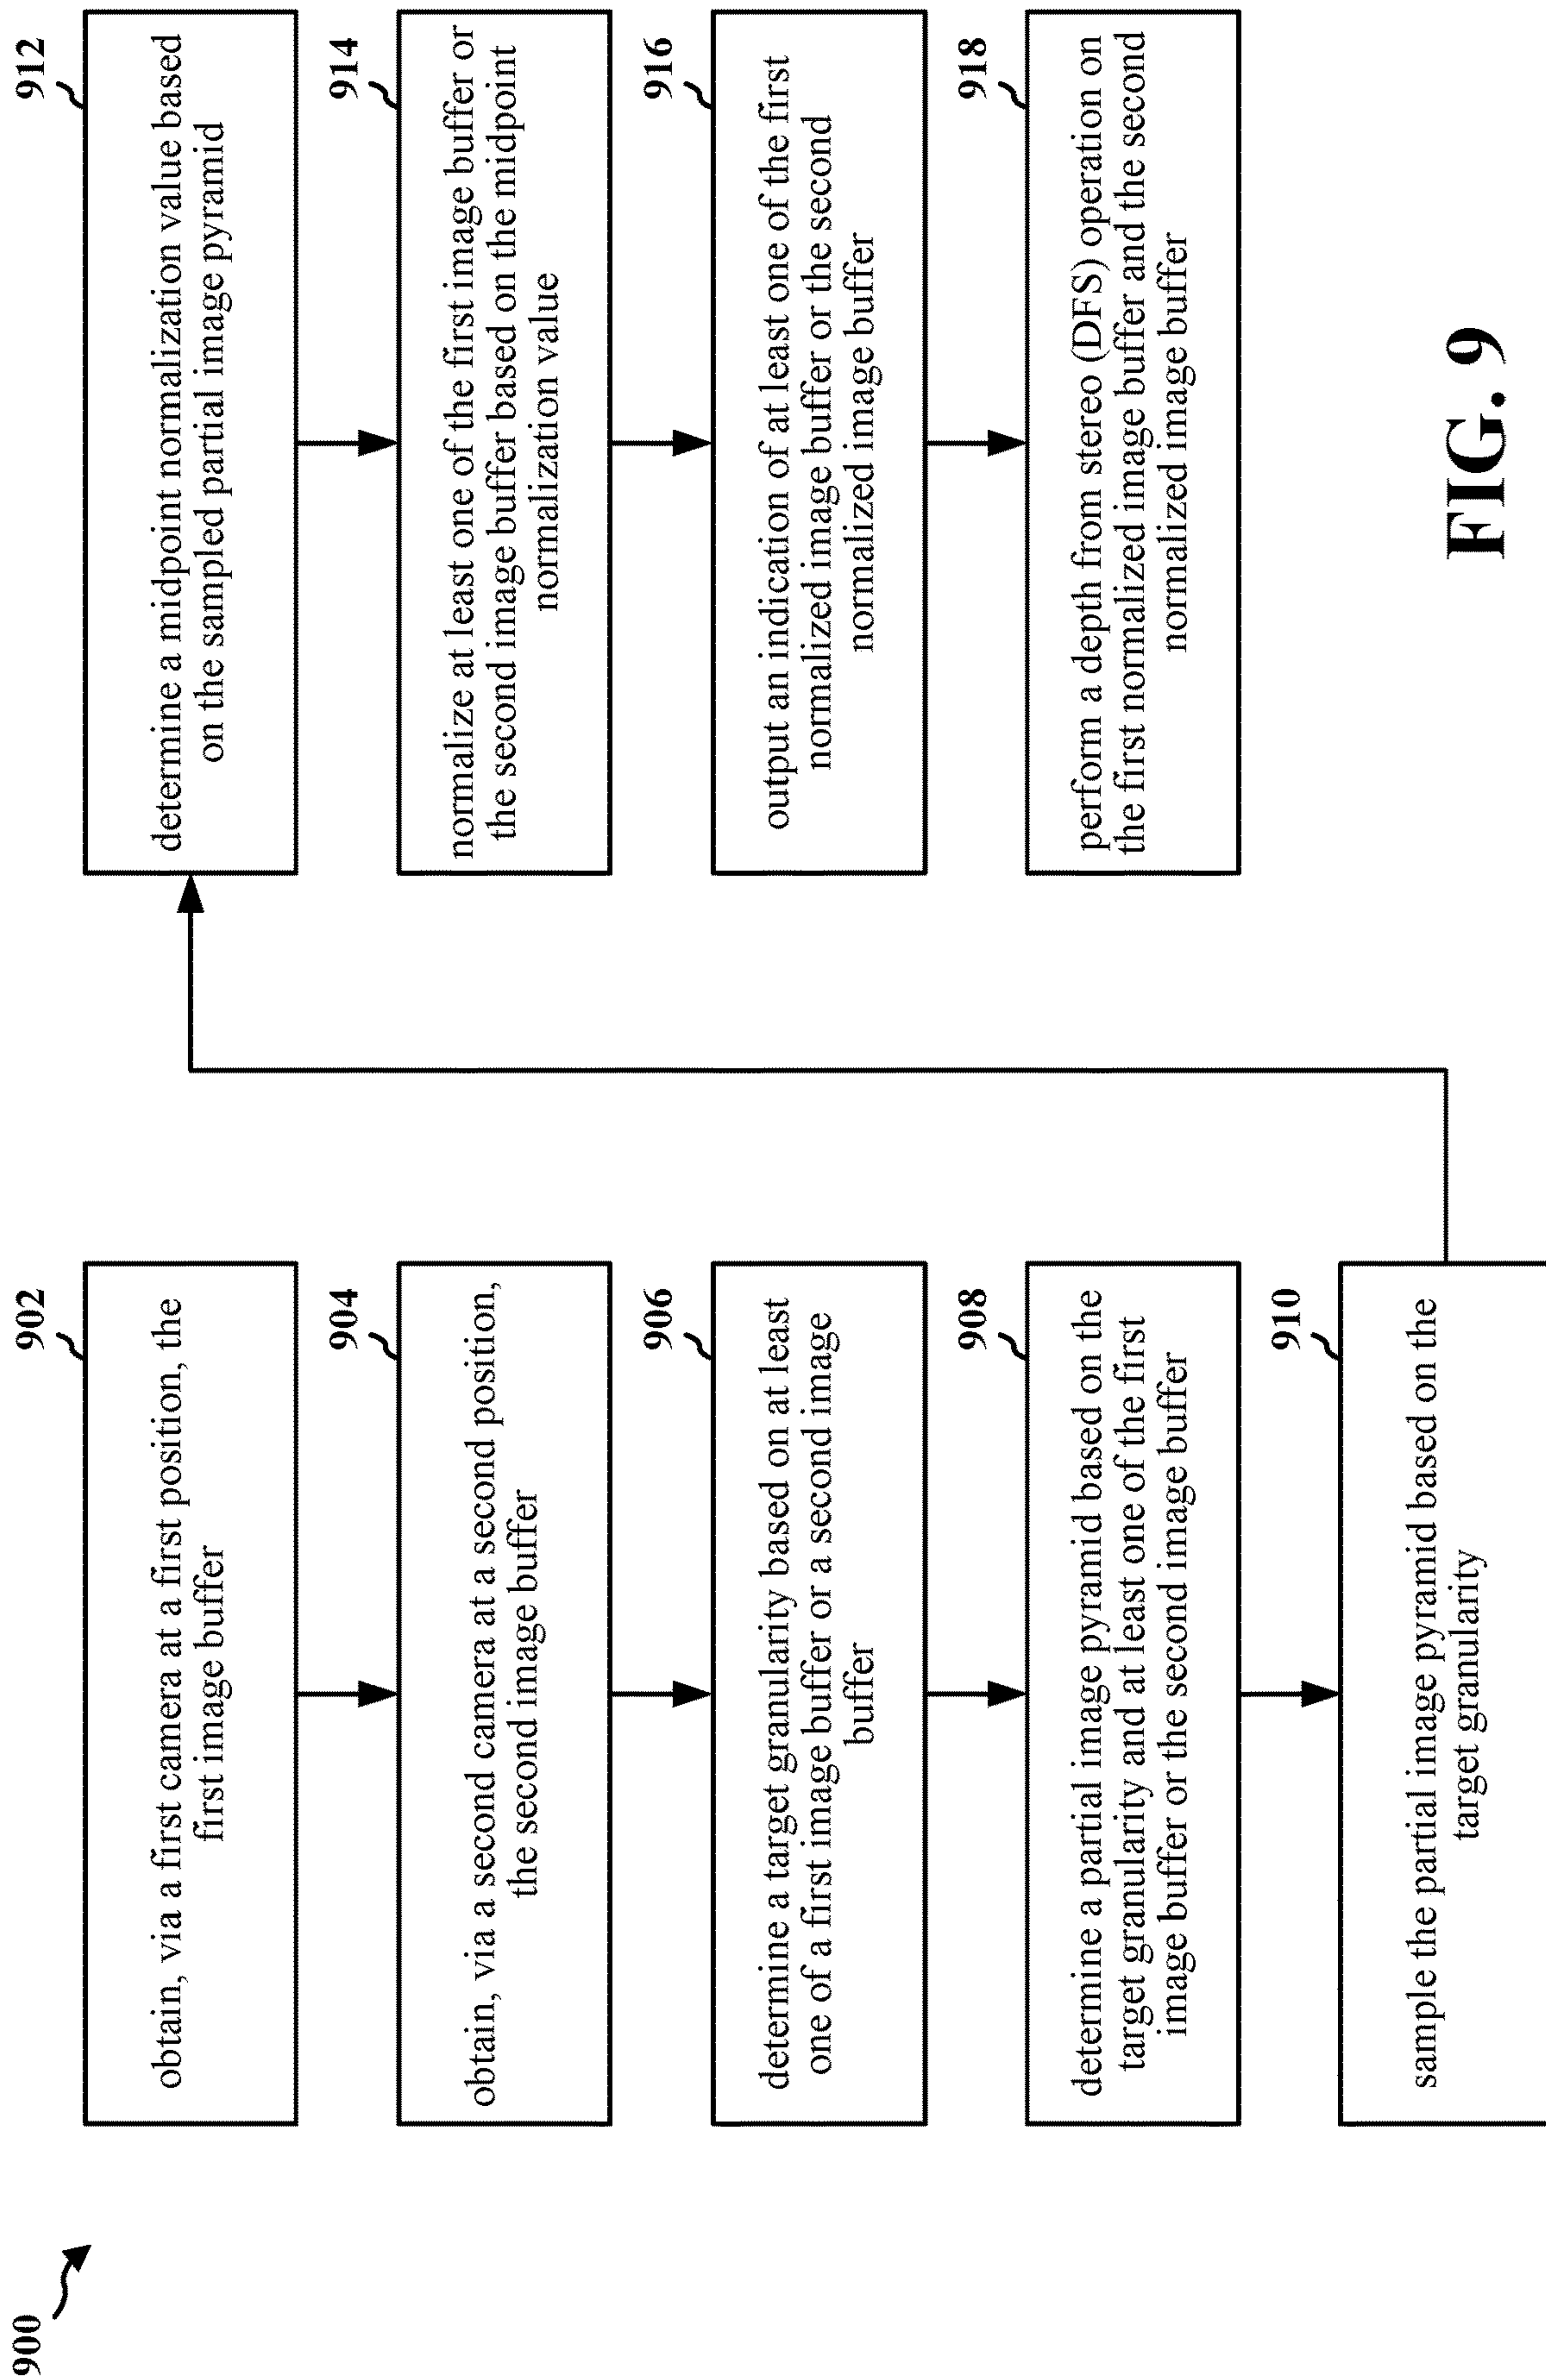 900
902
obtain, via a first camera at a first position, the
first image buffer
904
obtain, via a second camera at a second position,
the second image buffer
906
determine a target granularity based on at least
one of a first image buffer or a second image
buffer
908
determine a partial image pyramid based on the
target granularity and at least one of the first
image buffer or the second image buffer
910
sample the partial image pyramid based on the
target granularity
912
determine a midpoint normalization value based
on the sampled partial image pyramid
914
normalize at least one of the first image buffer or
the second image buffer based on the midpoint
normalization value
916
output an indication of at least one of the first
normalized image buffer or the second
normalized image buffer
918
perform a depth from stereo (DFS) operation on
the first normalized image buffer and the second
normalized image buffer
FIG. 9